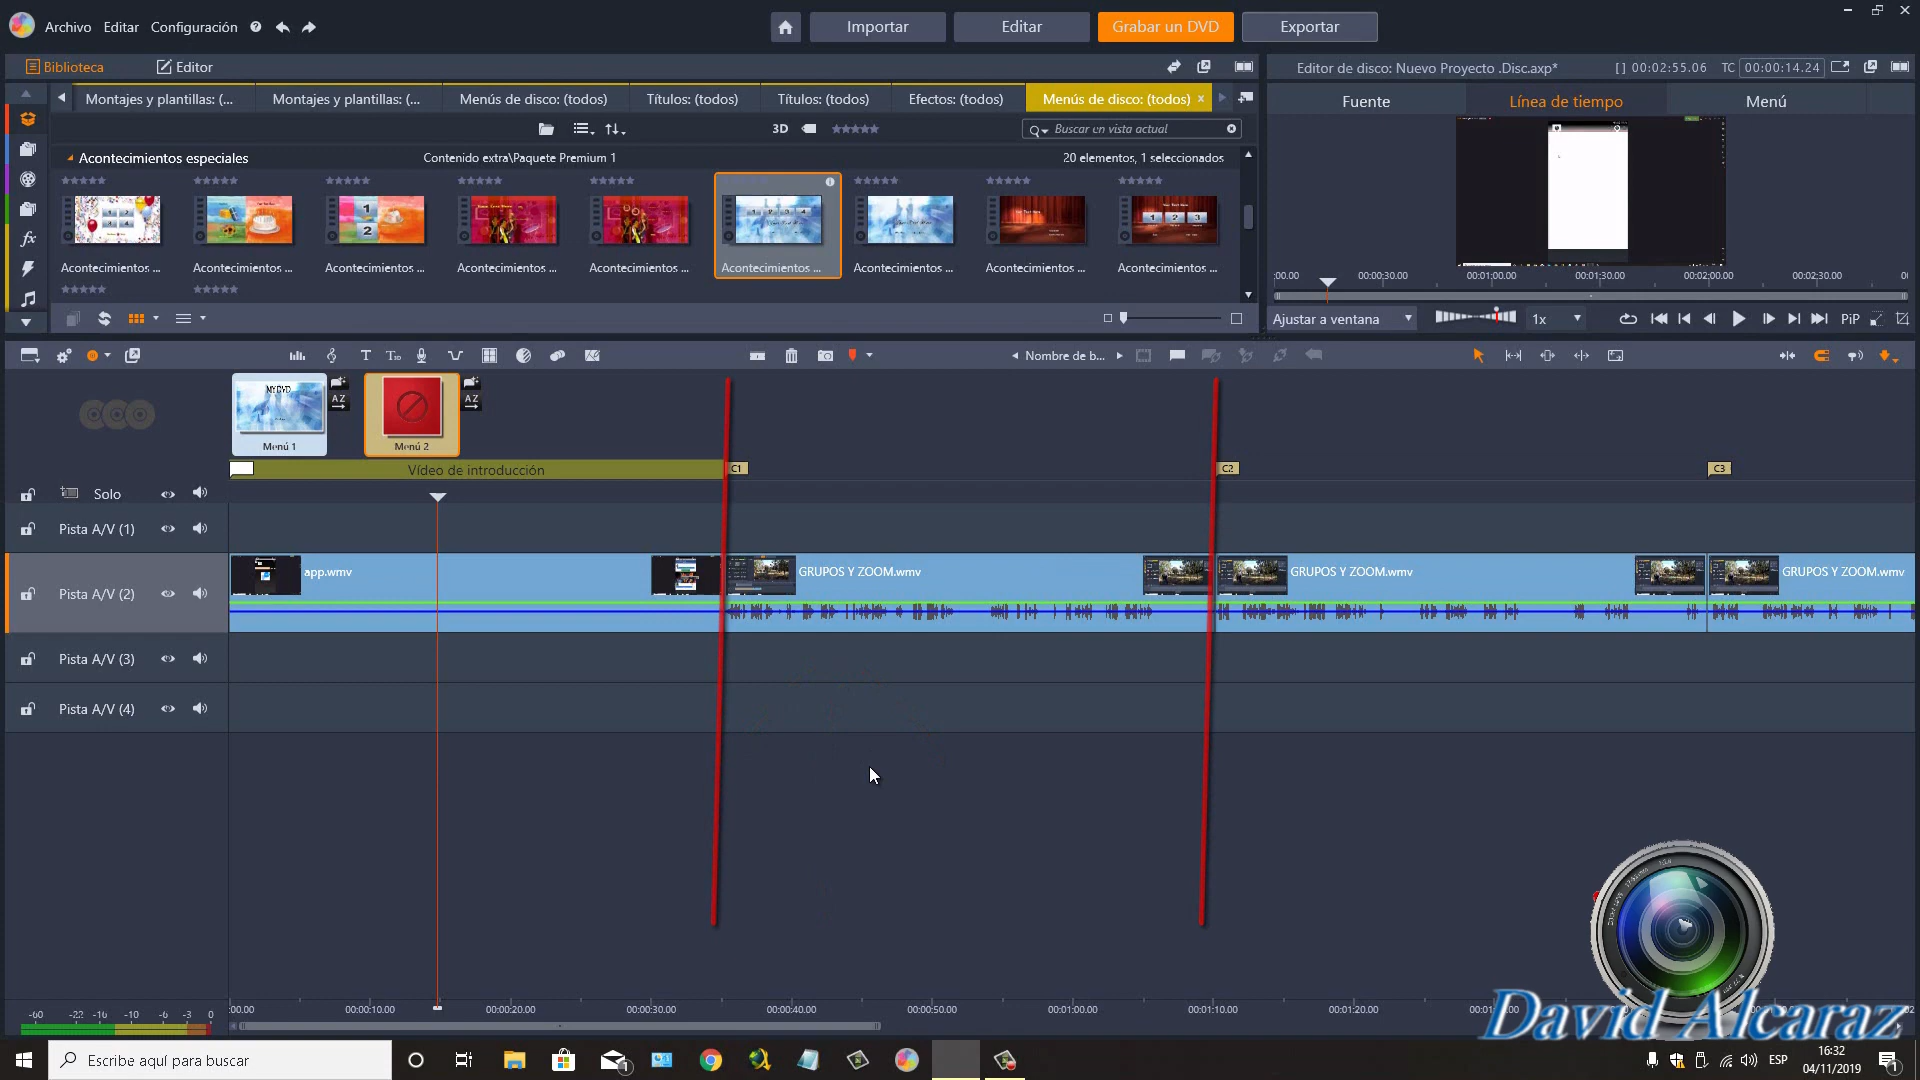 Archivo Editar Configuración
Importar Editar Grabar un DVD Exportar
Biblioteca Editor
Editor de disco: Nuevo Proyecto .Disc.axp* [] 00:02:55.06 TC 00:00:14.24
Montajes y plantillas: (... Montajes y plantillas: (... Menús de disco: (todos) Títulos: (todos) Títulos: (todos) Efectos: (todos) Menús de disco: (todos) x
Fuente Línea de tiempo Menú
3D Buscar en vista actual
Acontecimientos especiales Contenido extra\Paquete Premium 1 20 elementos, 1 seleccionados
Acontecimientos ... Acontecimientos ... Acontecimientos ... Acontecimientos ... Acontecimientos ... Acontecimientos ... Acontecimientos ... Acontecimientos ... Acontecimientos ...
:00.00 00:00:30.00 00:01:00.00 00:01:30.00 00:02:00.00 00:02:30.00
Ajustar a ventana 1x PiP
Nombre de b...
MY DVD
AZ AZ
Menú 1 Menú 2
Vídeo de introducción C1 C2 C3
Solo
Pista A/V (1)
app.wmv GRUPOS Y ZOOM.wmv GRUPOS Y ZOOM.wmv GRUPOS Y ZOOM.wmv
Pista A/V (2)
Pista A/V (3)
Pista A/V (4)
-60 -22 -16 -10 -6 -3 0
:00.00 00:00:10.00 00:00:20.00 00:00:30.00 00:00:40.00 00:00:50.00 00:01:00.00 00:01:10.00 00:01:20.00
David Alcaraz
Escribe aquí para buscar
ESP 16:32
04/11/2019